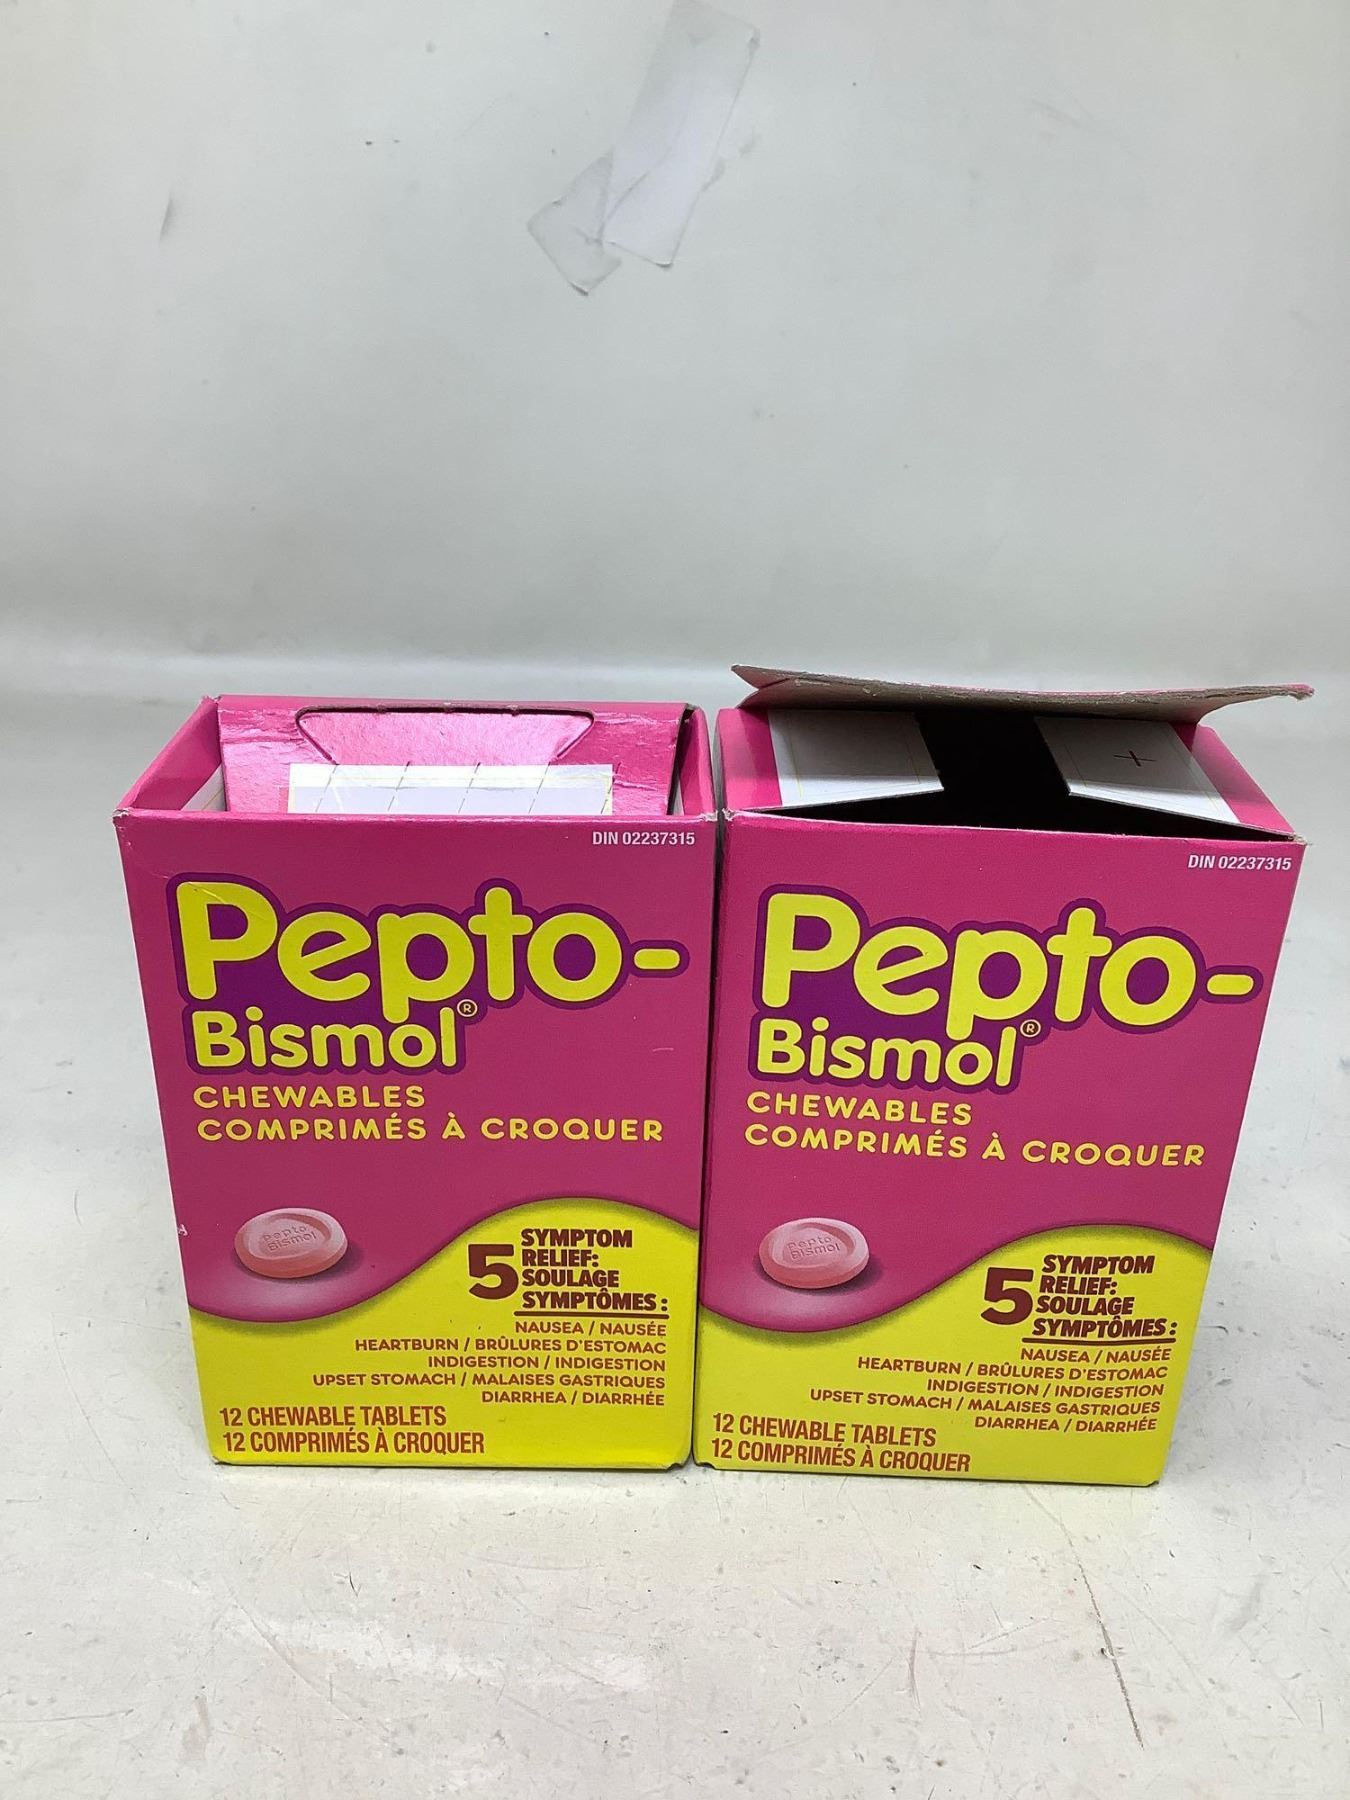 DIN 02237315
Pepto-
Bismol®
CHEWABLES
COMPRIMÉS À CROQUER
Pepto
Bismol
5 SYMPTOM
RELIEF:
SOULAGE
SYMPTÔMES :
NAUSEA / NAUSÉE
HEARTBURN / BRÛLURES D'ESTOMAC
INDIGESTION / INDIGESTION
UPSET STOMACH / MALAISES GASTRIQUES
DIARRHEA / DIARRHÉE
12 CHEWABLE TABLETS
12 COMPRIMÉS À CROQUER
DIN 02237315
Pepto-
Bismol®
CHEWABLES
COMPRIMÉS À CROQUER
Pepto
Bismol
5 SYMPTOM
RELIEF:
SOULAGE
SYMPTÔMES :
NAUSEA / NAUSÉE
HEARTBURN / BRÛLURES D'ESTOMAC
INDIGESTION / INDIGESTION
UPSET STOMACH / MALAISES GASTRIQUES
DIARRHEA / DIARRHÉE
12 CHEWABLE TABLETS
12 COMPRIMÉS À CROQUER